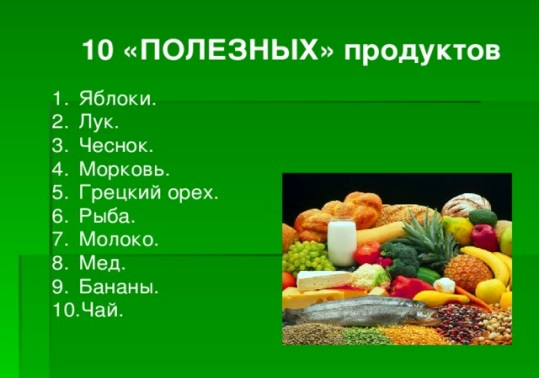 10 «ПОЛЕЗНЫХ» продуктов
1. Яблоки.
2. Лук.
3. Чеснок.
4. Морковь.
5. Грецкий орех.
6. Рыба.
7. Молоко.
8. Мед.
9. Бананы.
10.Чай.